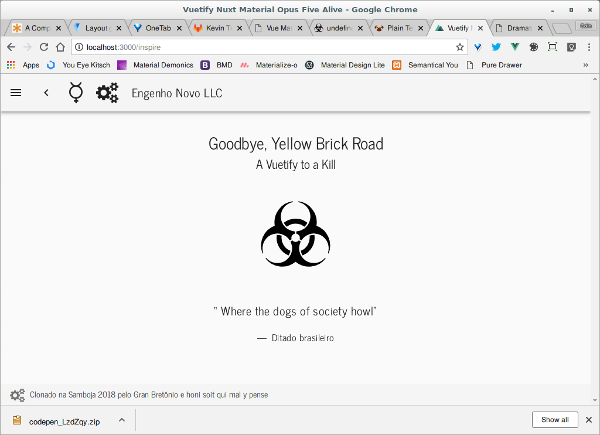 Vuetify Nuxt Material Opus Five Alive - Google Chrome
A Comp
Layout
OneTab
Kevin T
Vue Mar
undefin
Plain Te
Vuetify N
Dramat
localhost:3000/inspire
Apps
You Eye Kitsch
Material Demonics
BMD
Materialize-o
Material Design Lite
Semantical You
Pure Drawer
Engenho Novo LLC
Goodbye, Yellow Brick Road
A Vuetify to a Kill
" Where the dogs of society howl"
— Ditado brasileiro
Clonado na Samboja 2018 pelo Gran Bretônio e honi soit qui mal y pense
codepen_LzdZqy.zip
Show all